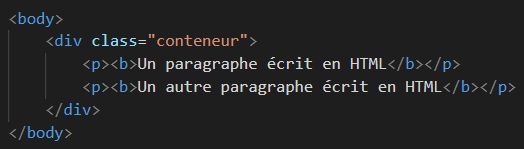 <body>
<div class="conteneur">
<p><b>Un paragraphe écrit en HTML</b></p>
<p><b>Un autre paragraphe écrit en HTML</b></p>
</div>
</body>